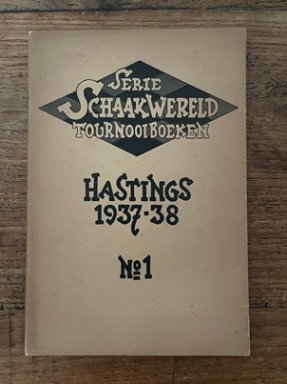 SERIE
SCHAAKWERELD
TOURNOOIBOEKEN
HASTINGS
1937-38
№1